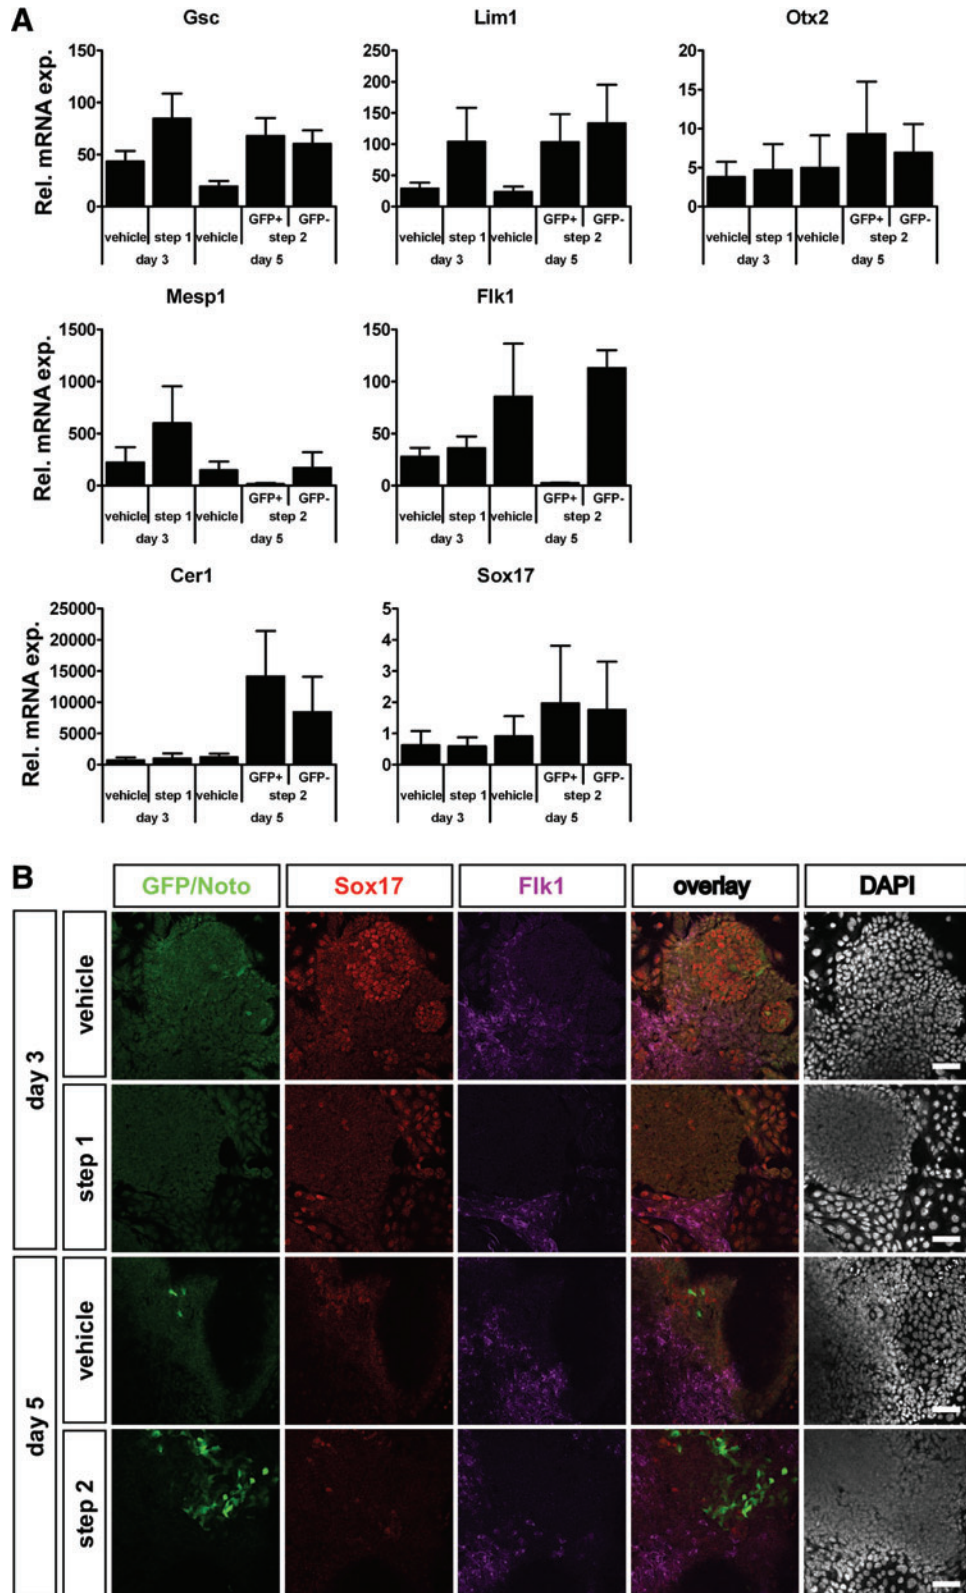 A
Gsc
Lim1
Otx2
Rel. mRNA exp.
150
100
50
0
250
200
150
100
50
0
20
15
10
5
0
GFP+ GFP-
vehicle step 1 vehicle step 2
day 3 day 5
GFP+ GFP-
vehicle step 1 vehicle step 2
day 3 day 5
GFP+ GFP-
vehicle step 1 vehicle step 2
day 3 day 5
Mesp1
Flk1
Rel. mRNA exp.
1500
1000
500
0
150
100
50
0
GFP+ GFP-
vehicle step 1 vehicle step 2
day 3 day 5
GFP+ GFP-
vehicle step 1 vehicle step 2
day 3 day 5
Cer1
Sox17
Rel. mRNA exp.
25000
20000
15000
10000
5000
0
5
4
3
2
1
0
GFP+ GFP-
vehicle step 1 vehicle step 2
day 3 day 5
GFP+ GFP-
vehicle step 1 vehicle step 2
day 3 day 5
B
GFP/Noto
Sox17
Flk1
overlay
DAPI
day 3
vehicle
step 1
day 5
vehicle
step 2